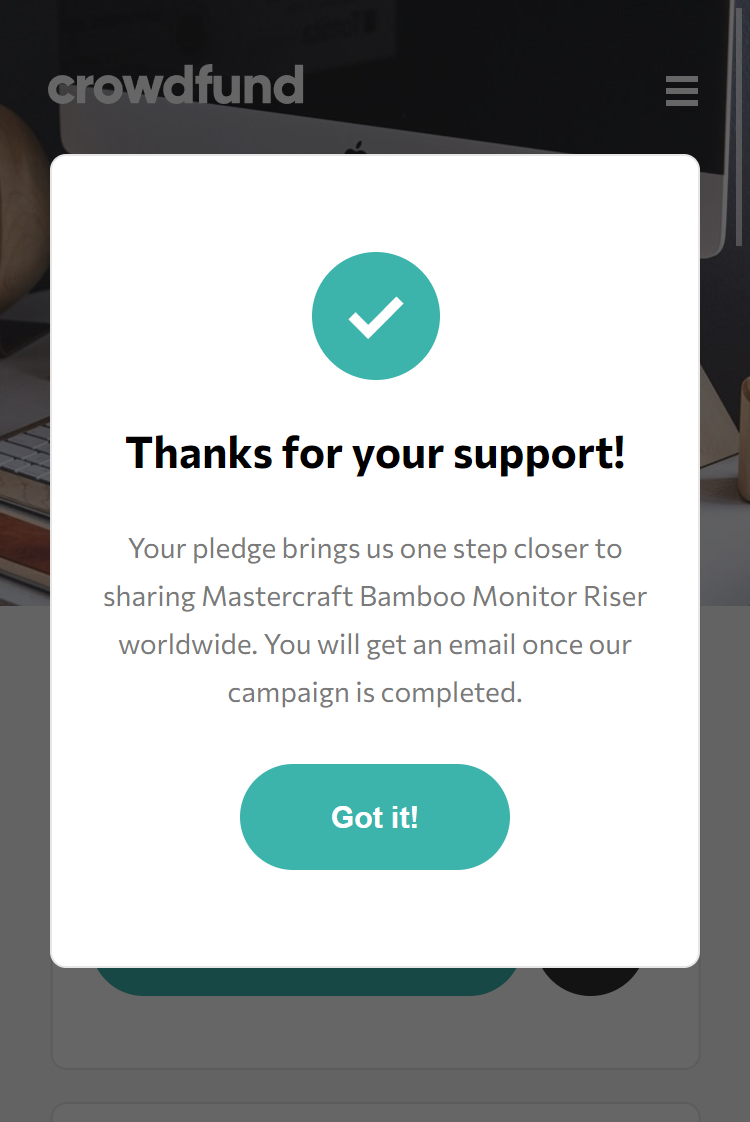 crowdfund
Thanks for your support!
Your pledge brings us one step closer to
sharing Mastercraft Bamboo Monitor Riser
worldwide. You will get an email once our
campaign is completed.
Got it!